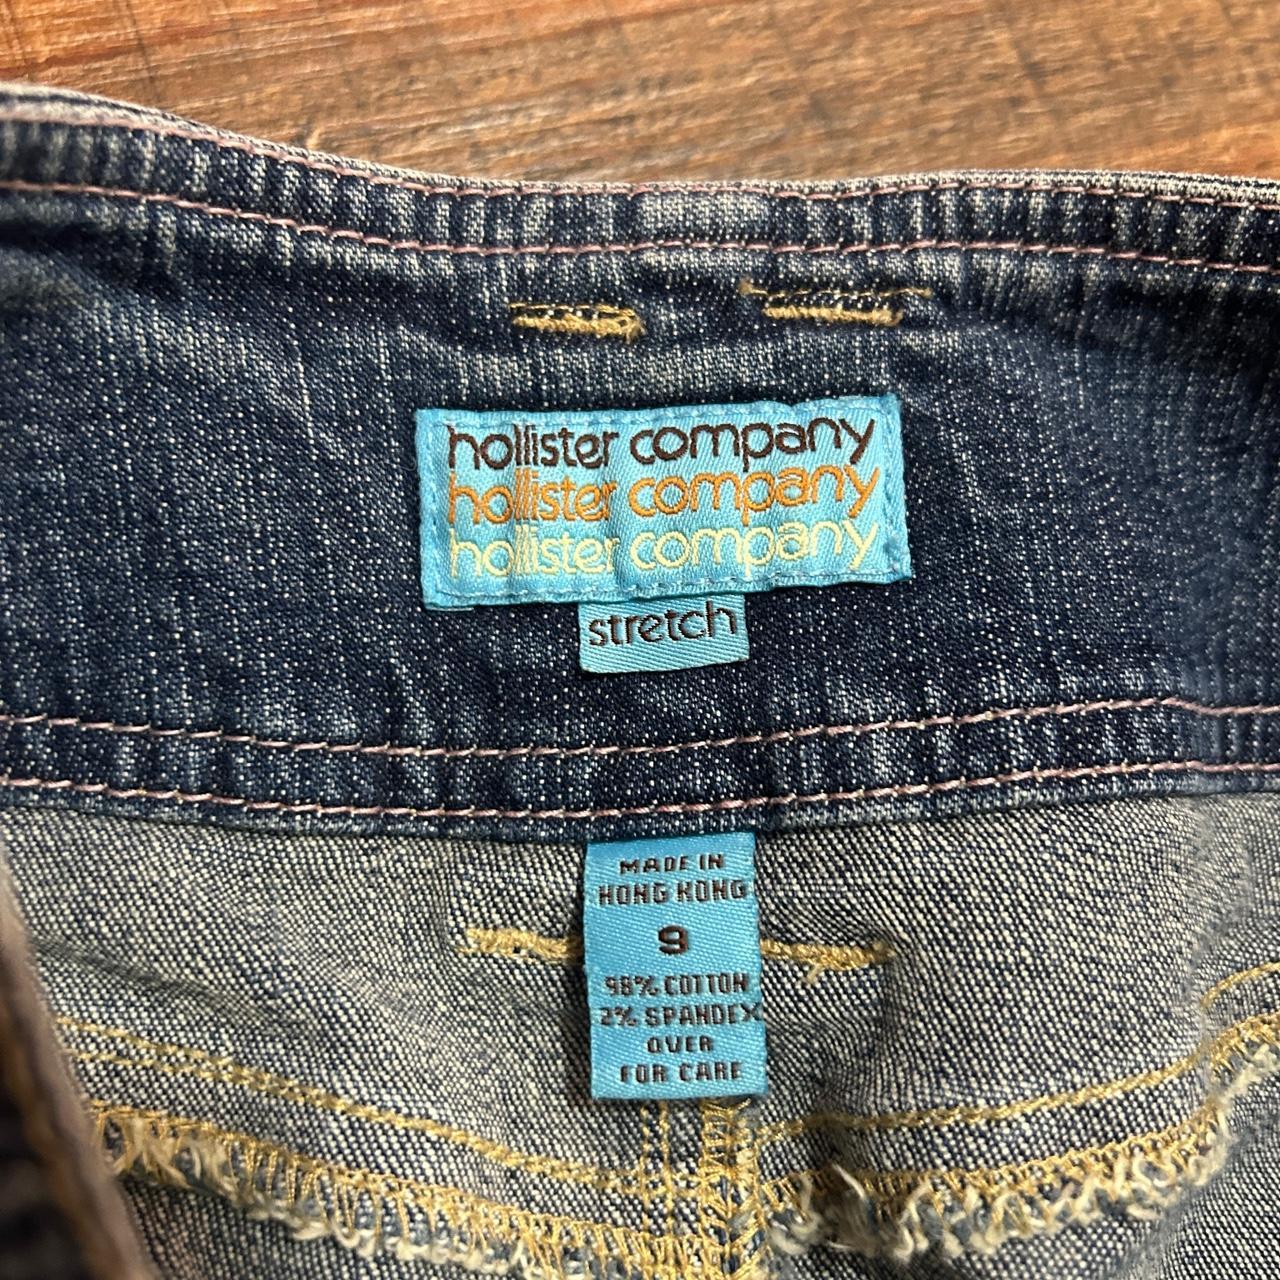 hollister company
hollister company
hollister company
stretch
MADE IN
HONG KONG
9
98% COTTON
2% SPANDEX
OVER
FOR CARE